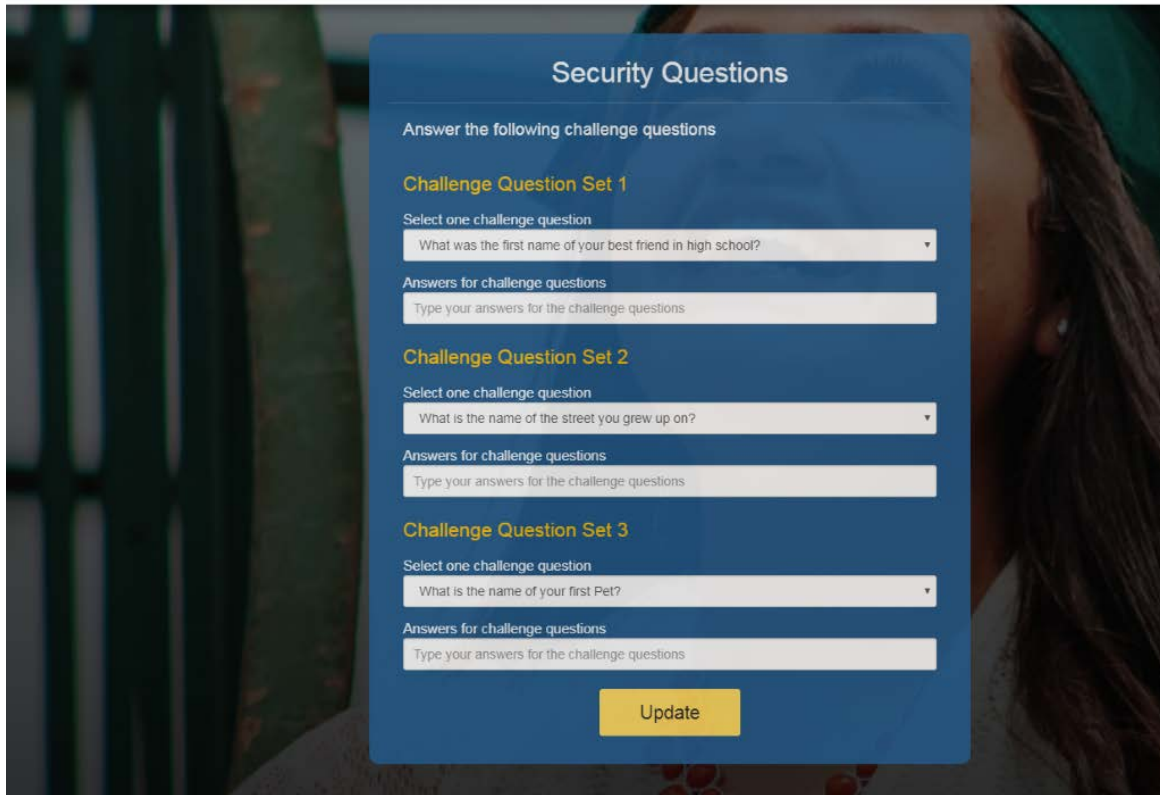 Security Questions
Answer the following challenge questions
Challenge Question Set 1
Select one challenge question
What was the first name of your best friend in high school?
Answers for challenge questions
Type your answers for the challenge questions
Challenge Question Set 2
Select one challenge question
What is the name of the street you grew up on?
Answers for challenge questions
Type your answers for the challenge questions
Challenge Question Set 3
Select one challenge question
What is the name of your first Pet?
Answers for challenge questions
Type your answers for the challenge questions
Update